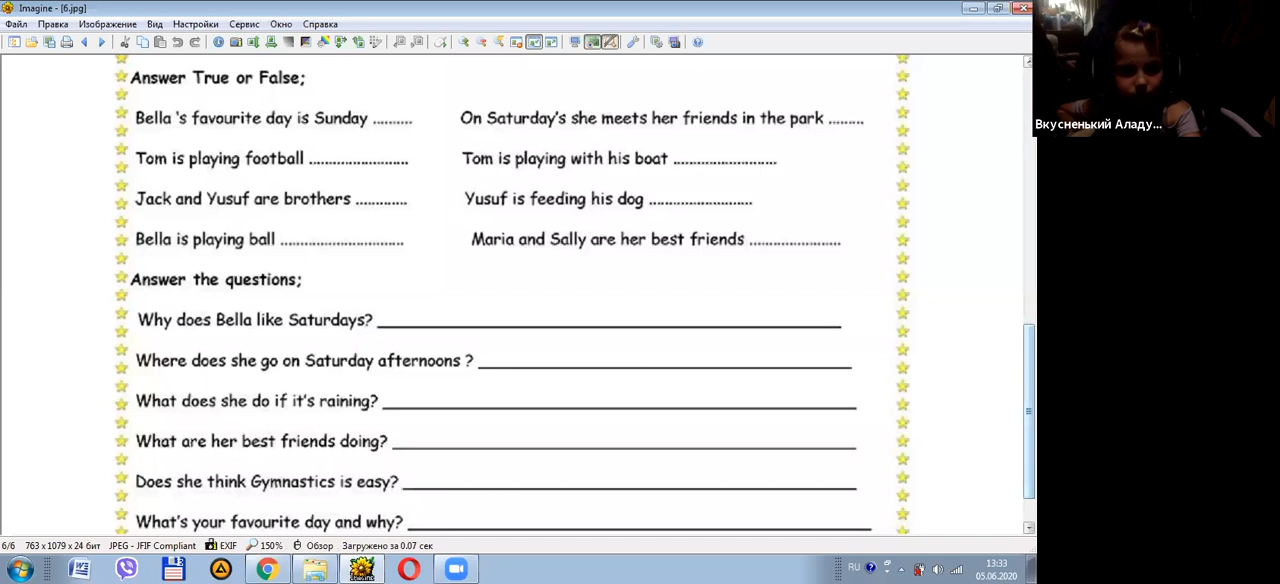 Imagine - [6.jpg]
Файл Правка Изображение Вид Настройки Сервис Окно Справка
Answer True or False;
Bella 's favourite day is Sunday .......... On Saturday's she meets her friends in the park .........
Tom is playing football ......................... Tom is playing with his boat ..........................
Jack and Yusuf are brothers ............. Yusuf is feeding his dog ..........................
Bella is playing ball ............................... Maria and Sally are her best friends .......................
Answer the questions;
Why does Bella like Saturdays? ____________________
Where does she go on Saturday afternoons ? ____________________
What does she do if it's raining? ____________________
What are her best friends doing? ____________________
Does she think Gymnastics is easy? ____________________
What's your favourite day and why? ____________________
Вкусненький Аладу...
6/6 763 x 1079 x 24 бит JPEG - JFIF Compliant EXIF 150% Обзор Загружено за 0.07 сек
RU 13:33
05.06.2020